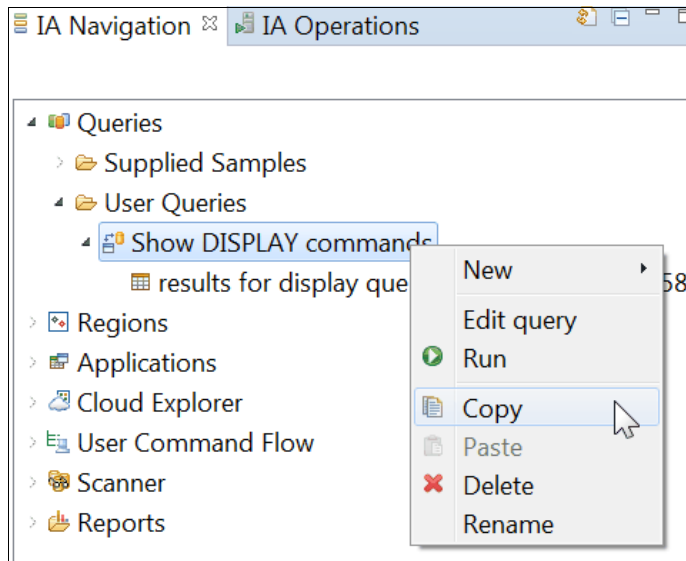 IA Navigation IA Operations
Queries
Supplied Samples
User Queries
Show DISPLAY commands
results for display que 58
Regions
Applications
Cloud Explorer
User Command Flow
Scanner
Reports
New
Edit query
Run
Copy
Paste
Delete
Rename